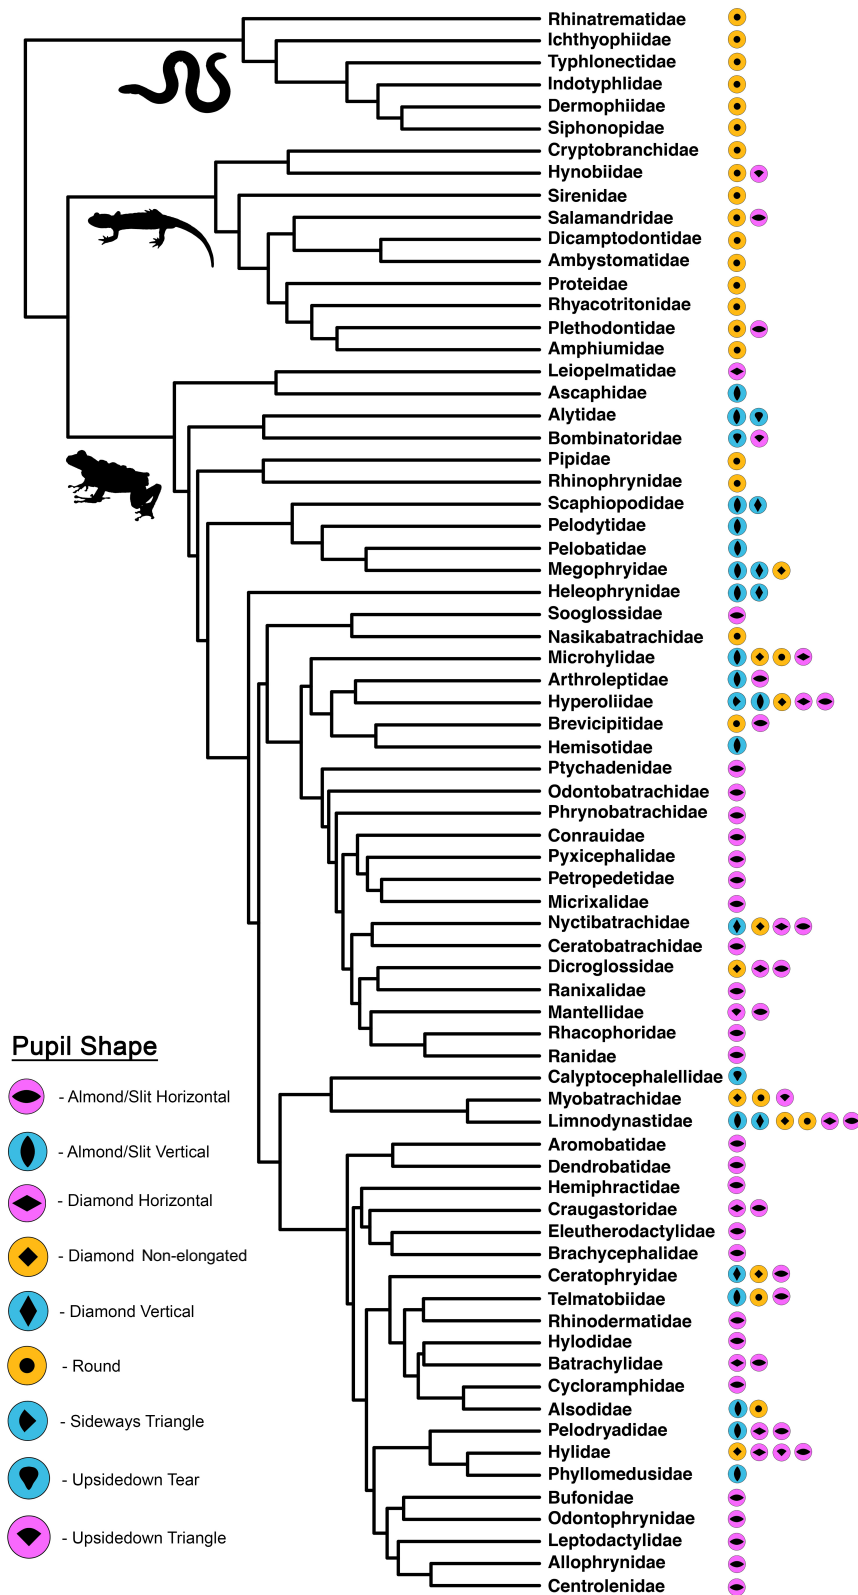 Rhinatrematidae
Ichthyophiidae
Typhlonectidae
Indotyphlidae
Dermophiidae
Siphonopidae
Cryptobranchidae
Hynobiidae
Sirenidae
Salamandridae
Dicamptodontidae
Ambystomatidae
Proteidae
Rhyacotritonidae
Plethodontidae
Amphiumidae
Leiopelmatidae
Ascaphidae
Alytidae
Bombinatoridae
Pipidae
Rhinophrynidae
Scaphiopodidae
Pelodytidae
Pelobatidae
Megophryidae
Heleophrynidae
Sooglossidae
Nasikabatrachidae
Microhylidae
Arthroleptidae
Hyperoliidae
Brevicipitidae
Hemisotidae
Ptychadenidae
Odontobatrachidae
Phrynobatrachidae
Conrauidae
Pyxicephalidae
Petropedetidae
Micrixalidae
Nyctibatrachidae
Ceratobatrachidae
Dicroglossidae
Ranixalidae
Mantellidae
Rhacophoridae
Ranidae
Calyptocephalellidae
Myobatrachidae
Limnodynastidae
Aromobatidae
Dendrobatidae
Hemiphractidae
Craugastoridae
Eleutherodactylidae
Brachycephalidae
Ceratophryidae
Telmatobiidae
Rhinodermatidae
Hylodidae
Batrachylidae
Cycloramphidae
Alsodidae
Pelodryadidae
Hylidae
Phyllomedusidae
Bufonidae
Odontophrynidae
Leptodactylidae
Allophrynidae
Centrolenidae
Pupil Shape
- Almond/Slit Horizontal
- Almond/Slit Vertical
- Diamond Horizontal
- Diamond Non-elongated
- Diamond Vertical
- Round
- Sideways Triangle
- Upsidedown Tear
- Upsidedown Triangle